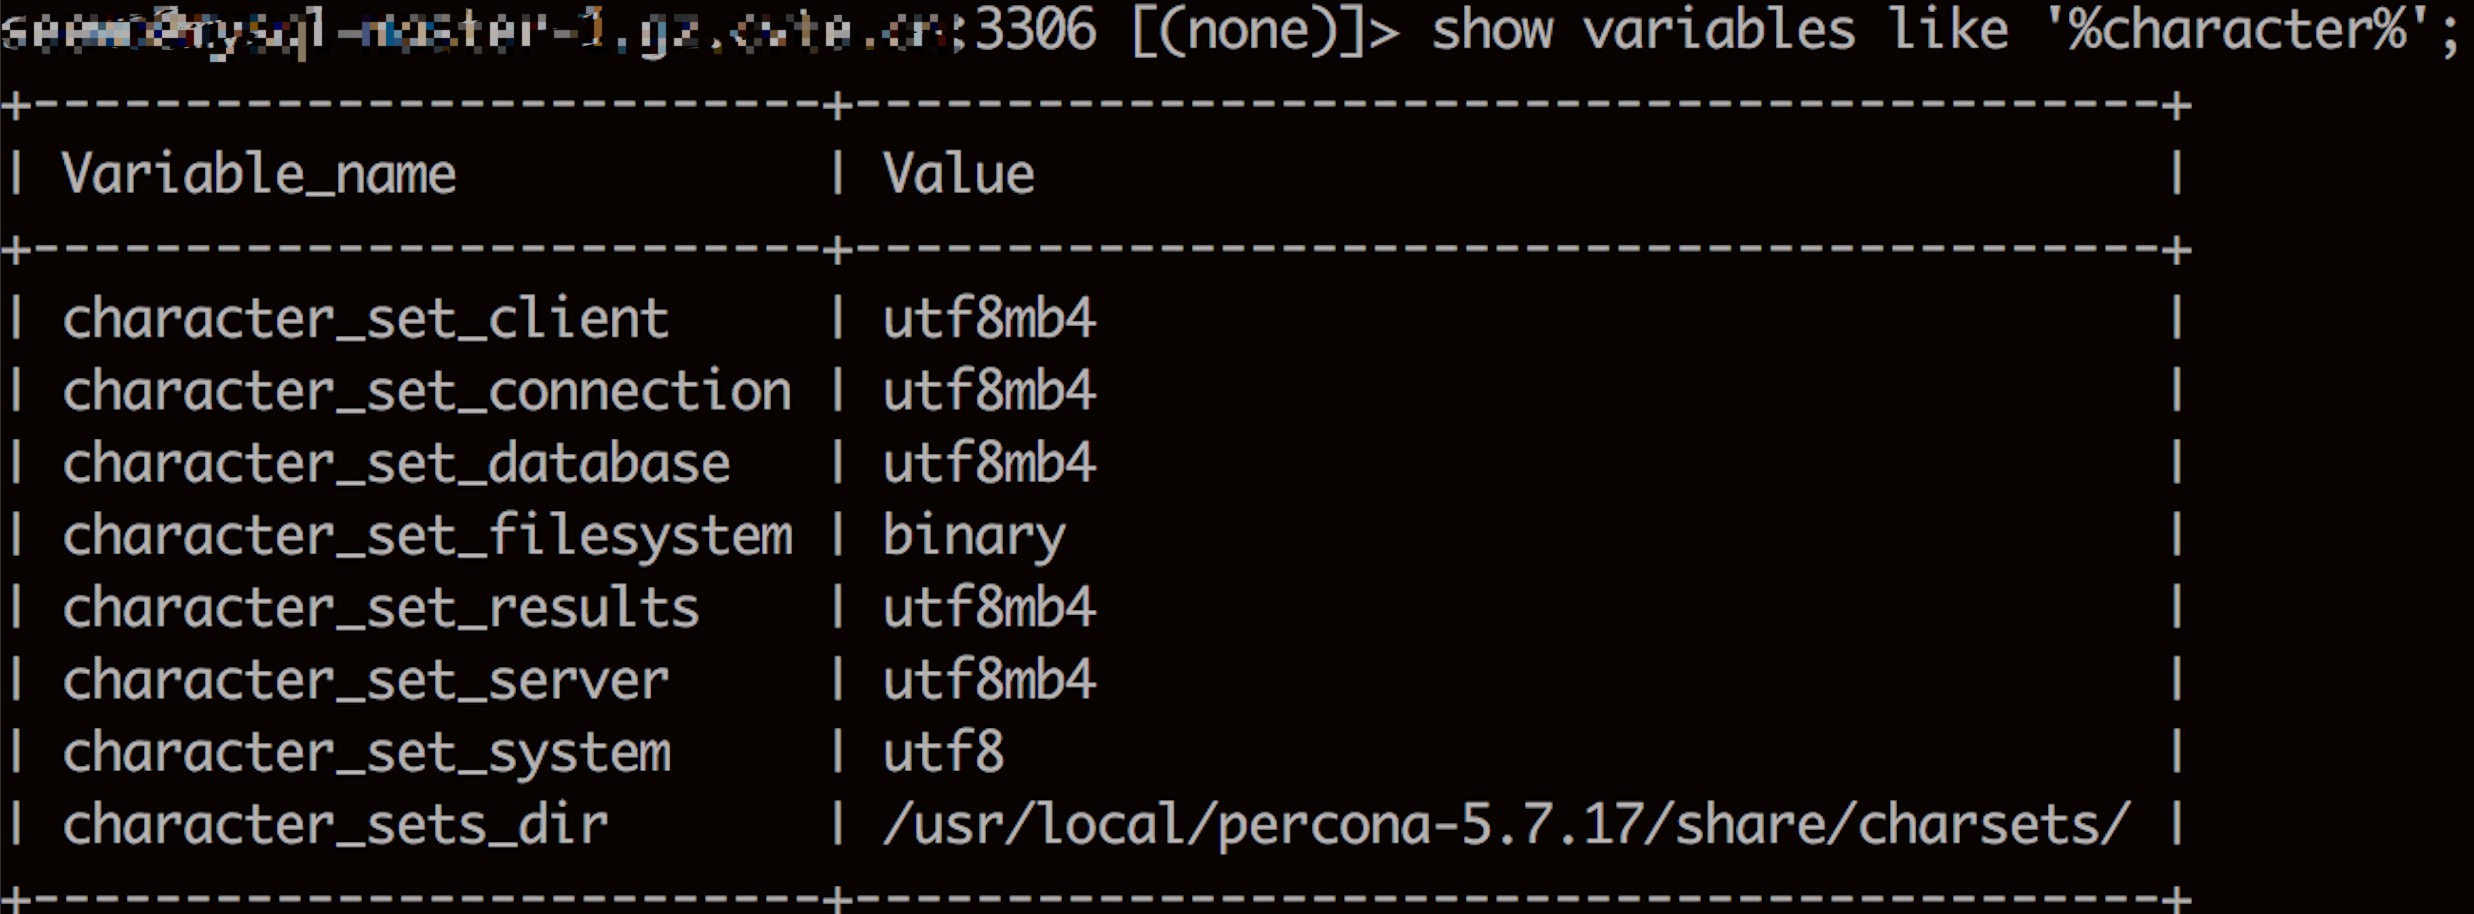 :3306 [(none)]> show variables like '%character%';
+--------------------------+-------------------------------------------+
| Variable_name            | Value                                     |
+--------------------------+-------------------------------------------+
| character_set_client     | utf8mb4                                   |
| character_set_connection | utf8mb4                                   |
| character_set_database   | utf8mb4                                   |
| character_set_filesystem | binary                                    |
| character_set_results    | utf8mb4                                   |
| character_set_server     | utf8mb4                                   |
| character_set_system     | utf8                                      |
| character_sets_dir       | /usr/local/percona-5.7.17/share/charsets/ |
+--------------------------+-------------------------------------------+